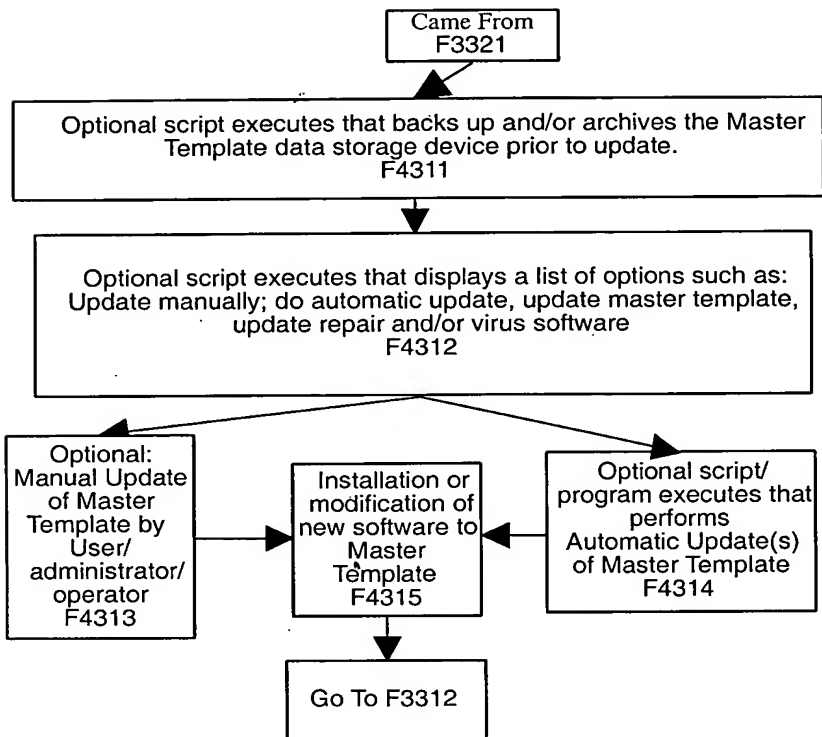 Came From
F3321
Optional script executes that backs up and/or archives the Master
Template data storage device prior to update.
F4311
Optional script executes that displays a list of options such as:
Update manually; do automatic update, update master template,
update repair and/or virus software
F4312
Optional:
Manual Update
of Master
Template by
User/
administrator/
operator
F4313
Installation or
modification of
new software to
Master
Template
F4315
Optional script/
program executes that
performs
Automatic Update(s)
of Master Template
F4314
Go To F3312